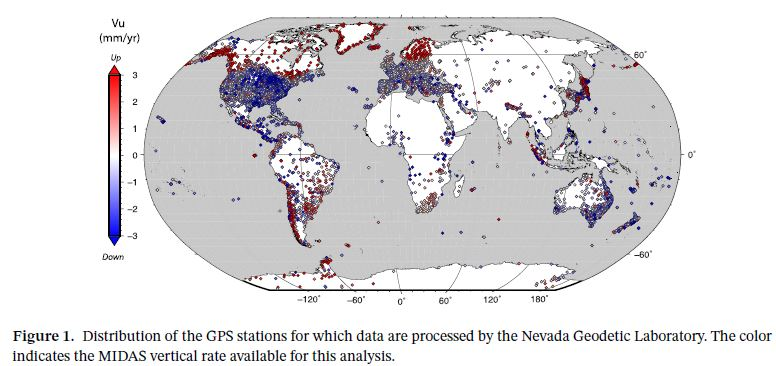 Vu
(mm/yr)
Up
3
2
1
0
−1
−2
−3
Down
60°
0°
−60°
−120° −60° 0° 60° 120° 180°
Figure 1. Distribution of the GPS stations for which data are processed by the Nevada Geodetic Laboratory. The color
indicates the MIDAS vertical rate available for this analysis.